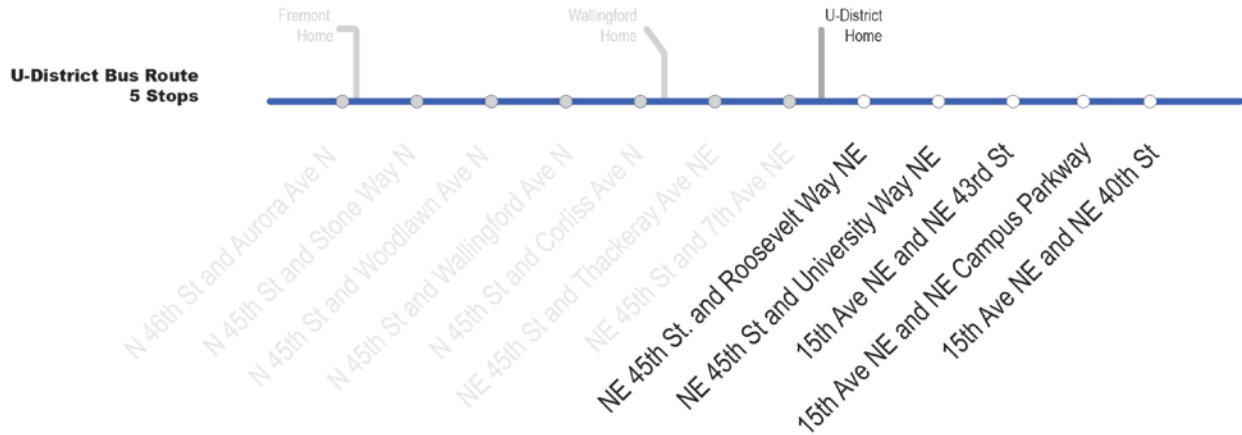 Fremont
Home
Wallingford
Home
U-District
Home
U-District Bus Route
5 Stops
N 46th St and Aurora Ave N
N 45th St and Stone Way N
N 45th St and Woodlawn Ave N
N 45th St and Wallingford Ave N
N 45th St and Corliss Ave N
NE 45th St and Thackeray Ave NE
NE 45th St and 7th Ave NE
NE 45th St. and Roosevelt Way NE
NE 45th St and University Way NE
15th Ave NE and NE 43rd St
15th Ave NE and NE Campus Parkway
15th Ave NE and NE 40th St